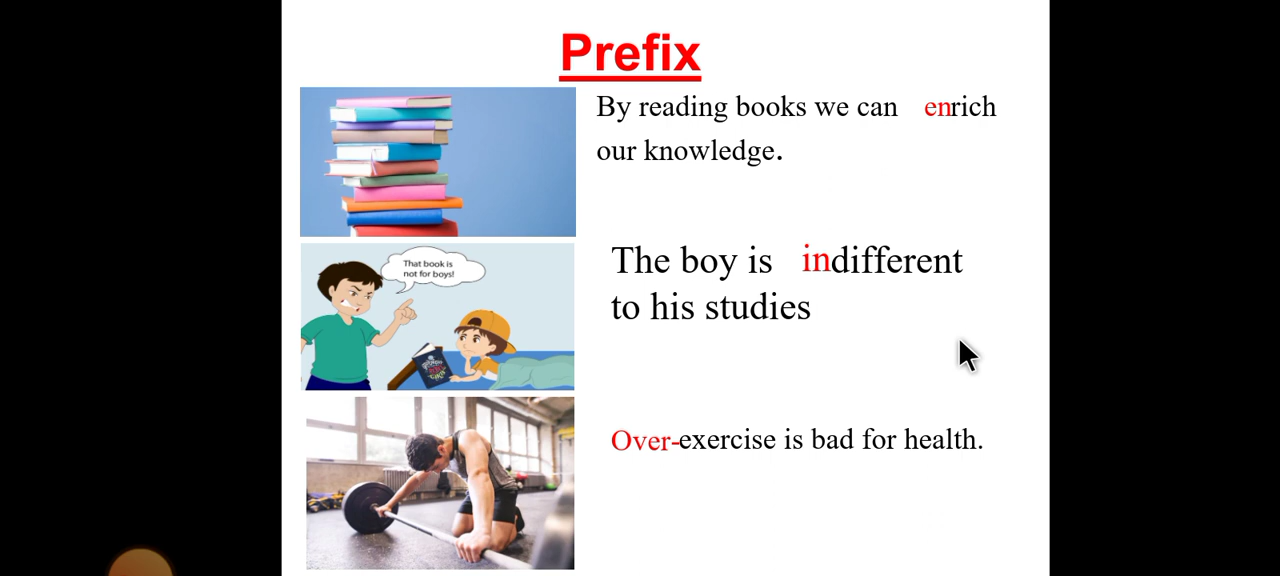 Prefix
By reading books we can enrich
our knowledge.
That book is
not for boys!
The boy is indifferent
to his studies
Over-exercise is bad for health.